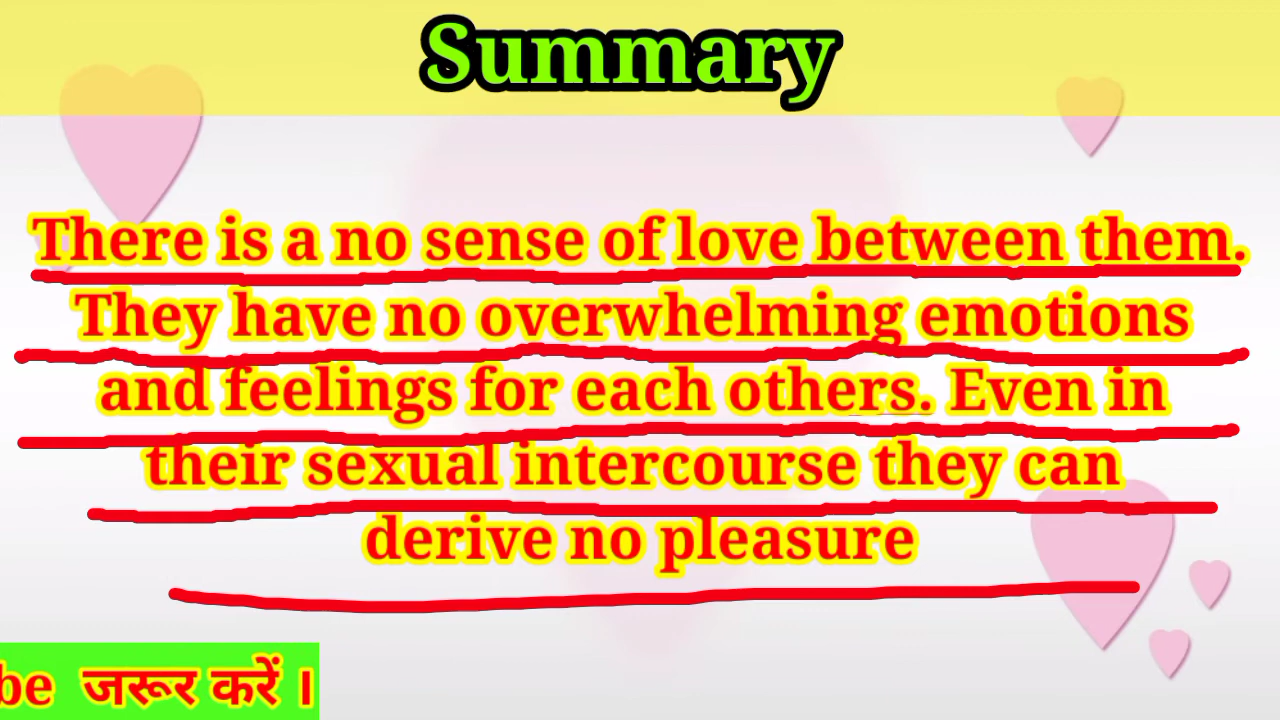 Summary
There is a no sense of love between them.
They have no overwhelming emotions
and feelings for each others. Even in
their sexual intercourse they can
derive no pleasure
be जरूर करें ।